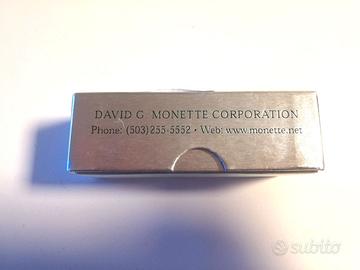 DAVID G MONETTE CORPORATION
Phone: (503)255-5552 • Web: www.monette.net
subito